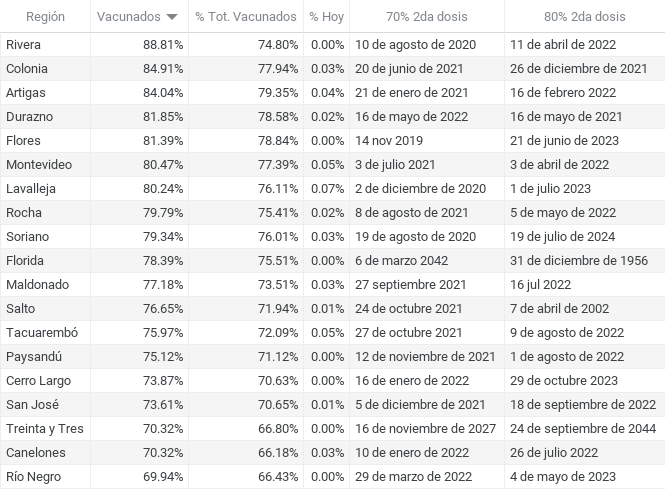 Región Vacunados % Tot. Vacunados % Hoy 70% 2da dosis 80% 2da dosis
Rivera 88.81% 74.80% 0.00% 10 de agosto de 2020 11 de abril de 2022
Colonia 84.91% 77.94% 0.03% 20 de junio de 2021 26 de diciembre de 2021
Artigas 84.04% 79.35% 0.04% 21 de enero de 2021 16 de febrero 2022
Durazno 81.85% 78.58% 0.02% 16 de mayo de 2022 16 de mayo de 2021
Flores 81.39% 78.84% 0.00% 14 nov 2019 21 de junio de 2023
Montevideo 80.47% 77.39% 0.05% 3 de julio 2021 3 de abril de 2022
Lavalleja 80.24% 76.11% 0.07% 2 de diciembre de 2020 1 de julio 2023
Rocha 79.79% 75.41% 0.02% 8 de agosto de 2021 5 de mayo de 2022
Soriano 79.34% 76.01% 0.03% 19 de agosto de 2020 19 de julio de 2024
Florida 78.39% 75.51% 0.00% 6 de marzo 2042 31 de diciembre de 1956
Maldonado 77.18% 73.51% 0.03% 27 septiembre 2021 16 jul 2022
Salto 76.65% 71.94% 0.01% 24 de octubre 2021 7 de abril de 2002
Tacuarembó 75.97% 72.09% 0.05% 27 de octubre 2021 9 de agosto de 2022
Paysandú 75.12% 71.12% 0.00% 12 de noviembre de 2021 1 de agosto de 2022
Cerro Largo 73.87% 70.63% 0.00% 16 de enero de 2022 29 de octubre 2023
San José 73.61% 70.65% 0.01% 5 de diciembre de 2021 18 de septiembre de 2022
Treinta y Tres 70.32% 66.80% 0.00% 16 de noviembre de 2027 24 de septiembre de 2044
Canelones 70.32% 66.18% 0.03% 10 de enero de 2022 26 de julio 2022
Río Negro 69.94% 66.43% 0.00% 29 de marzo de 2022 4 de mayo de 2023